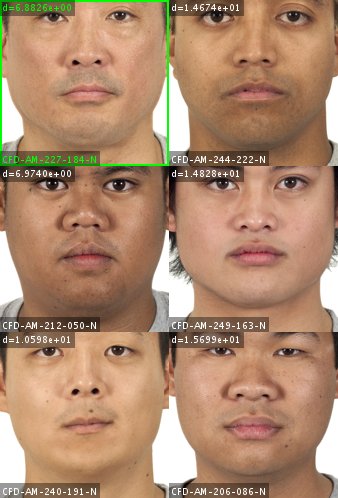 d=6.8826e+00
d=1.4674e+01
CFD-AM-227-184-N
CFD-AM-244-222-N
d=6.9740e+00
d=1.4828e+01
CFD-AM-212-050-N
CFD-AM-249-163-N
d=1.0598e+01
d=1.5699e+01
CFD-AM-240-191-N
CFD-AM-206-086-N